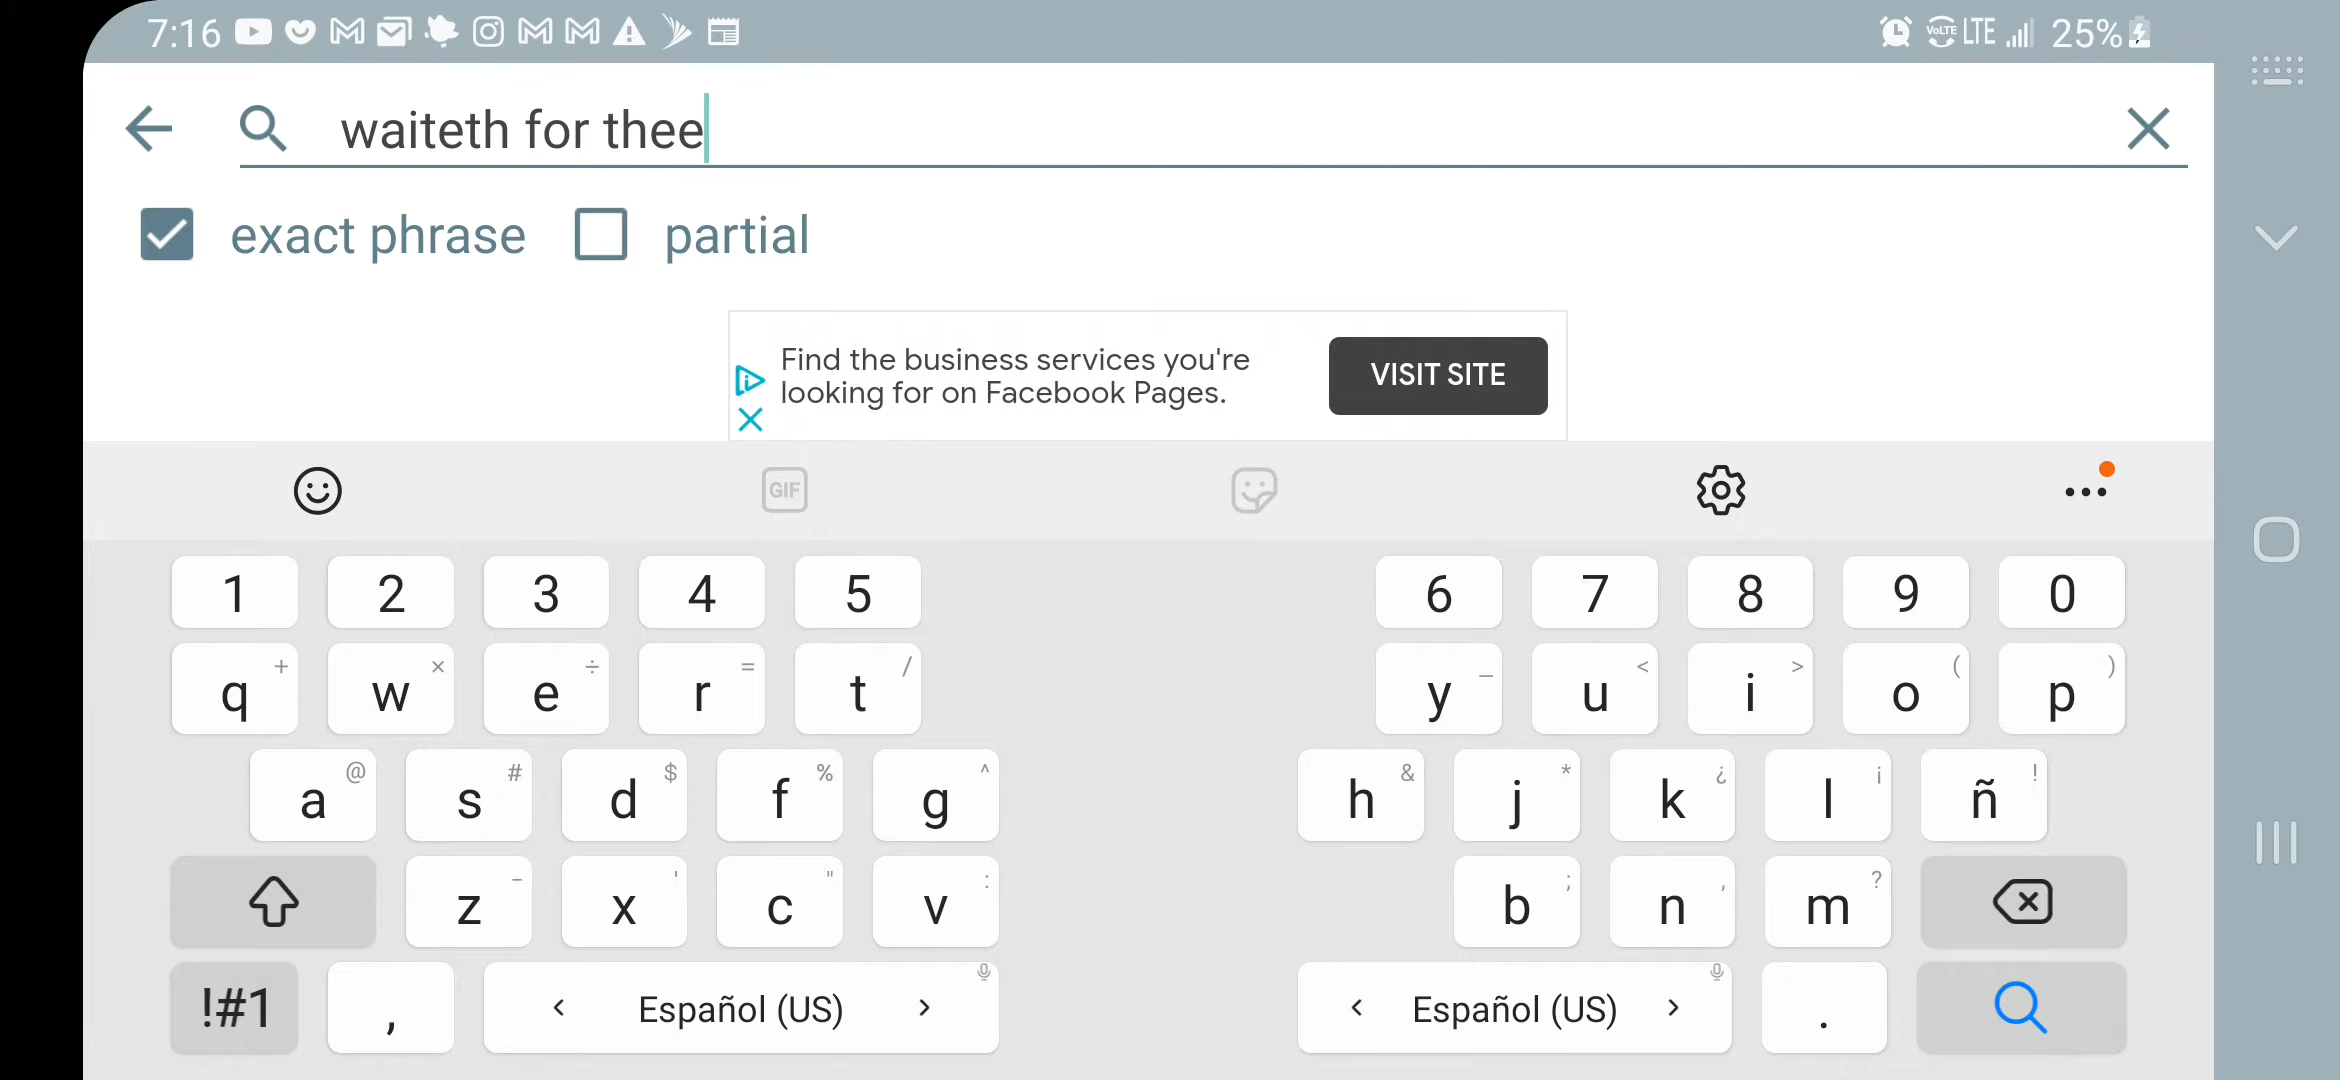 7:16 VoLTE LTE 25%
waiteth for thee
exact phrase partial
Find the business services you're
looking for on Facebook Pages.
VISIT SITE
GIF
1 2 3 4 5 6 7 8 9 0
q + w × e ÷ r = t / y _ u < i > o ( p )
a @ s # d $ f % g ^ h & j * k ¿ l ¡ ñ !
z - x ' c " v : b ; n , m ?
!#1 , < Español (US) > < Español (US) > .